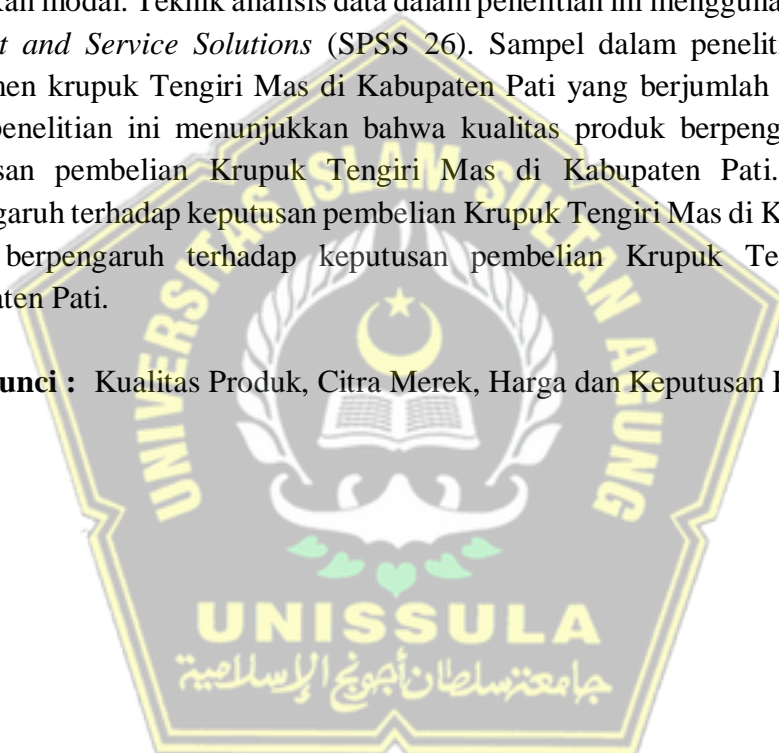 kan modal. Teknik analisis data dalam penelitian ini mengguna
t and Service Solutions (SPSS 26). Sampel dalam penelit
nen krupuk Tengiri Mas di Kabupaten Pati yang berjumlah
penelitian ini menunjukkan bahwa kualitas produk berpeng
san pembelian Krupuk Tengiri Mas di Kabupaten Pati.
garuh terhadap keputusan pembelian Krupuk Tengiri Mas di K
berpengaruh terhadap keputusan pembelian Krupuk Te
aten Pati.
unci : Kualitas Produk, Citra Merek, Harga dan Keputusan
UNIVERSITAS ISLAM SULTAN AGUNG
UNISSULA
جامعة سلطان أجونج الإسلامية